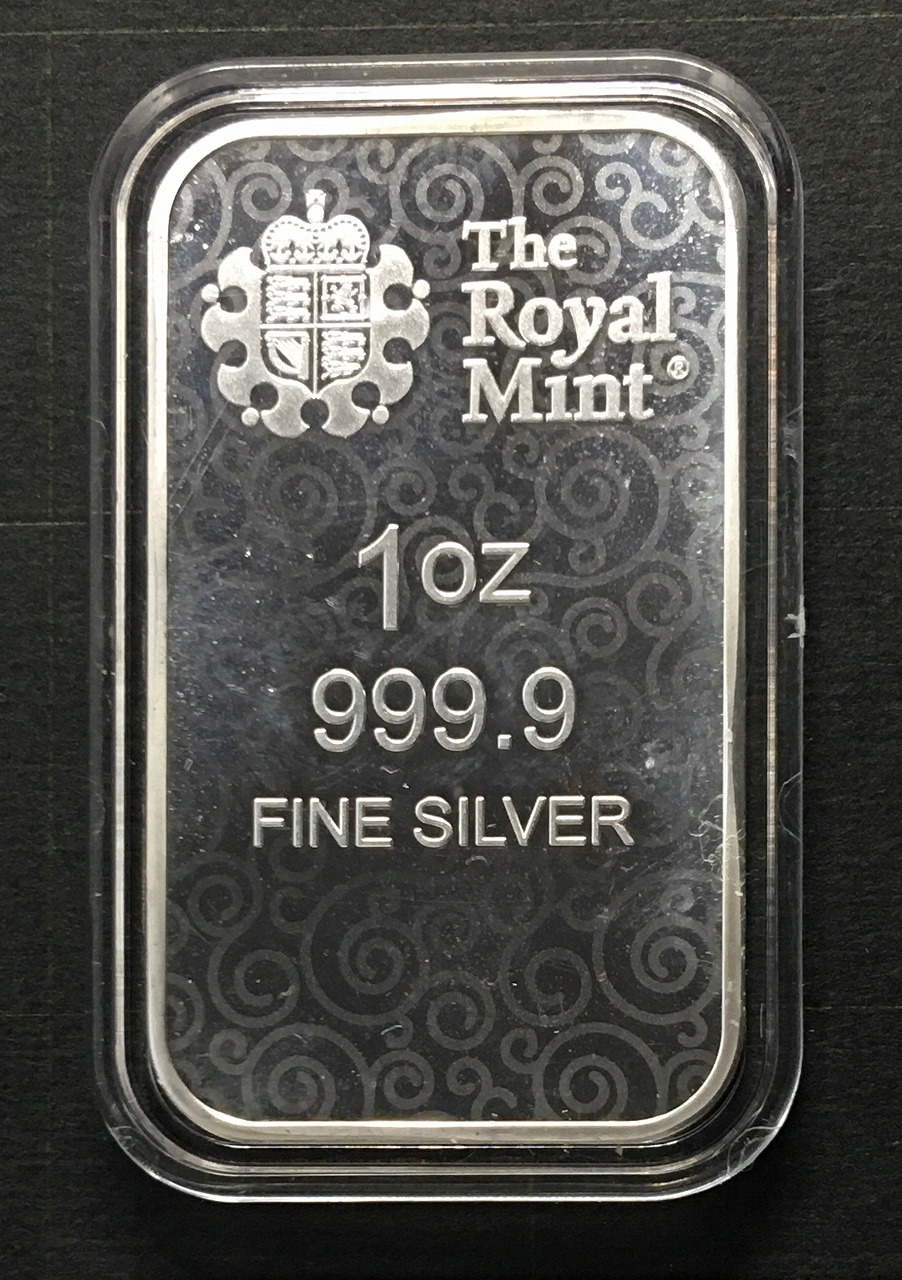 The
Royal
Mint®
1oz
999.9
FINE SILVER